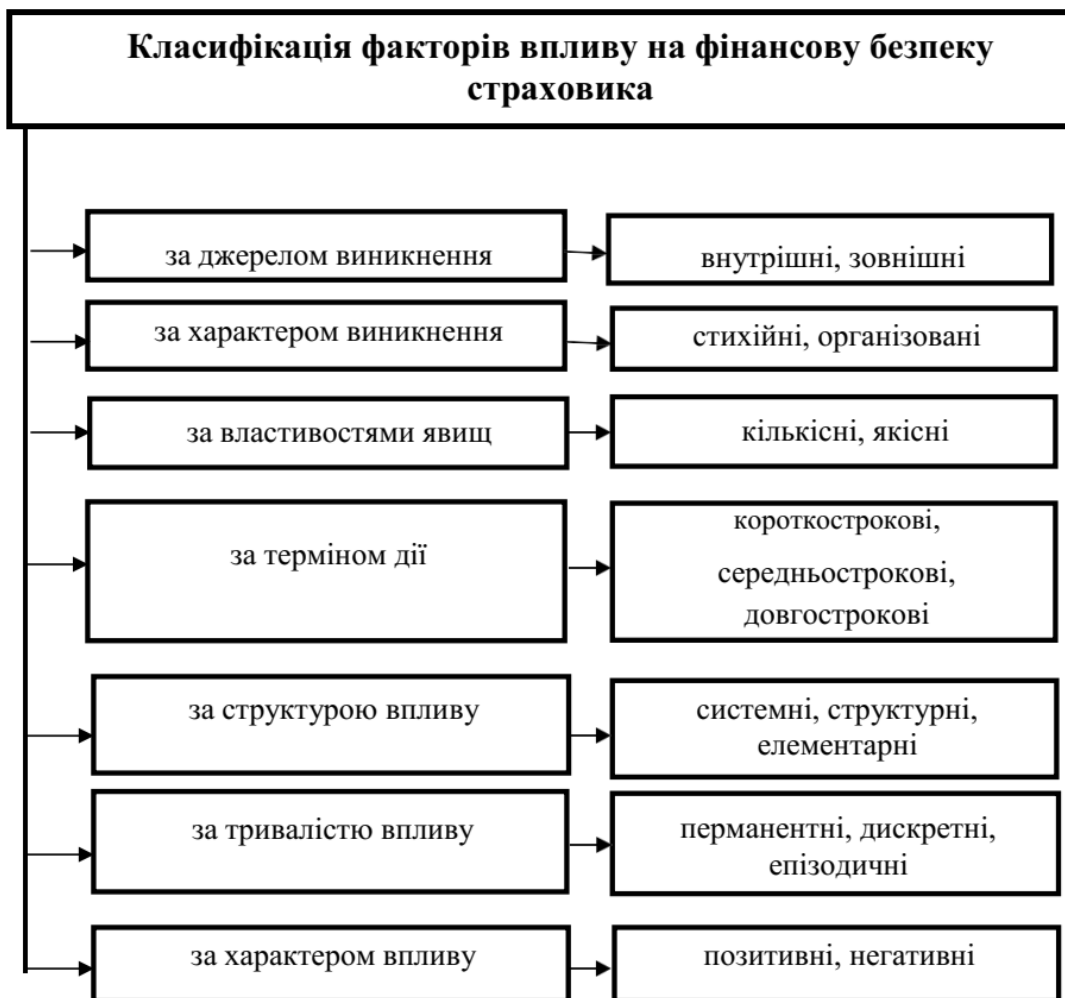 Класифікація факторів впливу на фінансову безпеку
страховика
за джерелом виникнення
внутрішні, зовнішні
за характером виникнення
стихійні, організовані
за властивостями явищ
кількісні, якісні
за терміном дії
короткострокові,
середньострокові,
довгострокові
за структурою впливу
системні, структурні,
елементарні
за тривалістю впливу
перманентні, дискретні,
епізодичні
за характером впливу
позитивні, негативні